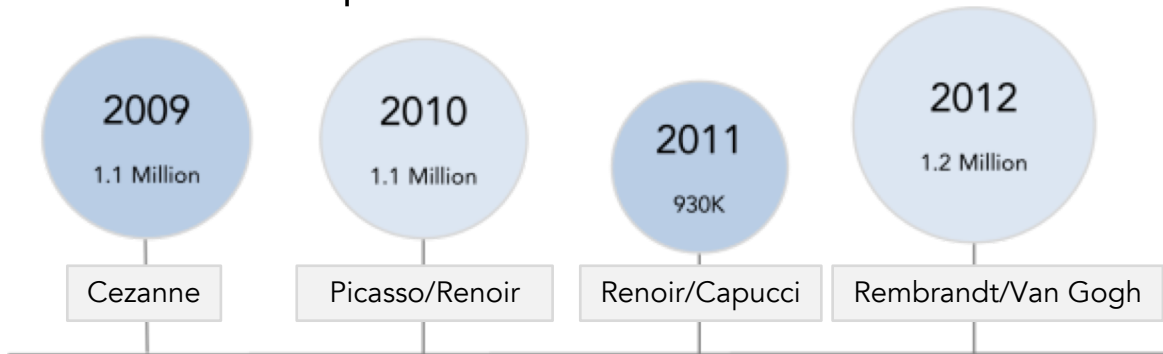 2009
1.1 Million
2010
1.1 Million
2011
930K
2012
1.2 Million
Cezanne
Picasso/Renoir
Renoir/Capucci
Rembrandt/Van Gogh